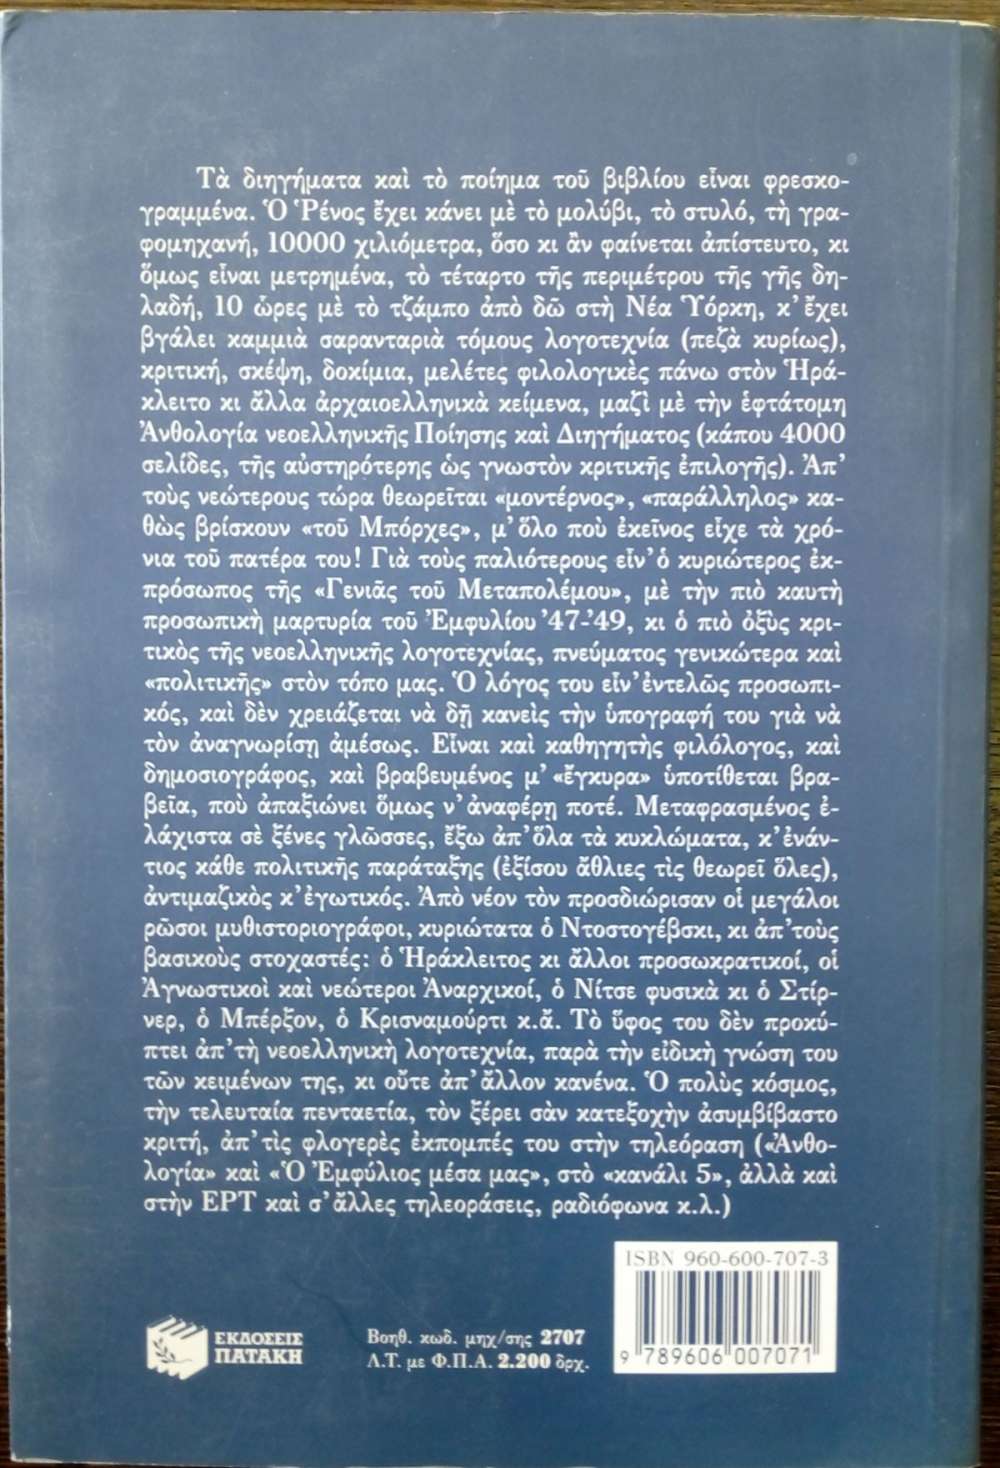 Τὰ διηγήματα καὶ τὸ ποίημα τοῦ βιβλίου εἶναι φρεσκο-
γραμμένα. Ὁ Ῥένος ἔχει κάνει μὲ τὸ μολύβι, τὸ στυλό, τὴ γρα-
φομηχανή, 10000 χιλιόμετρα, ὅσο κι ἂν φαίνεται ἀπίστευτο, κι
ὅμως εἶναι μετρημένα, τὸ τέταρτο τῆς περιμέτρου τῆς γῆς δη-
λαδή, 10 ὧρες μὲ τὸ τζάμπο ἀπὸ δῶ στὴ Νέα Ὑόρκη, κ' ἔχει
βγάλει καμμιὰ σαρανταριὰ τόμους λογοτεχνία (πεζὰ κυρίως),
κριτική, σκέψη, δοκίμια, μελέτες φιλολογικὲς πάνω στὸν Ἡρά-
κλειτο κι ἄλλα ἀρχαιοελληνικὰ κείμενα, μαζὶ μὲ τὴν ἑφτάτομη
Ἀνθολογία νεοελληνικῆς Ποίησης καὶ Διηγήματος (κάπου 4000
σελίδες, τῆς αὐστηρότερης ὡς γνωστὸν κριτικῆς ἐπιλογῆς). Ἀπ'
τοὺς νεώτερους τώρα θεωρεῖται «μοντέρνος», «παράλληλος» κα-
θὼς βρίσκουν «τοῦ Μπόρχες», μ' ὅλο ποὺ ἐκεῖνος εἶχε τὰ χρό-
νια τοῦ πατέρα του! Γιὰ τοὺς παλιότερους εἶν' ὁ κυριώτερος ἐκ-
πρόσωπος τῆς «Γενιᾶς τοῦ Μεταπολέμου», μὲ τὴν πιὸ καυτὴ
προσωπικὴ μαρτυρία τοῦ Ἐμφυλίου '47-'49, κι ὁ πιὸ ὀξὺς κρι-
τικὸς τῆς νεοελληνικῆς λογοτεχνίας, πνεύματος γενικώτερα καὶ
«πολιτικῆς» στὸν τόπο μας. Ὁ λόγος του εἶν' ἐντελῶς προσωπι-
κός, καὶ δὲν χρειάζεται νὰ δῇ κανεὶς τὴν ὑπογραφή του γιὰ νὰ
τὸν ἀναγνωρίσῃ ἀμέσως. Εἶναι καὶ καθηγητὴς φιλόλογος, καὶ
δημοσιογράφος, καὶ βραβευμένος μ' «ἔγκυρα» ὑποτίθεται βρα-
βεῖα, ποὺ ἀπαξιώνει ὅμως ν' ἀναφέρῃ ποτέ. Μεταφρασμένος ἐ-
λάχιστα σὲ ξένες γλῶσσες, ἔξω ἀπ' ὅλα τὰ κυκλώματα, κ' ἐνάν-
τιος κάθε πολιτικῆς παράταξης (ἐξίσου ἄθλιες τὶς θεωρεῖ ὅλες),
ἀντιμαζικὸς κ' ἐγωτικός. Ἀπὸ νέον τὸν προσδιώρισαν οἱ μεγάλοι
ρῶσοι μυθιστοριογράφοι, κυριώτατα ὁ Ντοστογέβσκι, κι ἀπ' τοὺς
βασικοὺς στοχαστές: ὁ Ἡράκλειτος κι ἄλλοι προσωκρατικοί, οἱ
Ἀγνωστικοὶ καὶ νεώτεροι Ἀναρχικοί, ὁ Νίτσε φυσικὰ κι ὁ Στίρ-
νερ, ὁ Μπέρξον, ὁ Κρισναμούρτι κ.ἄ. Τὸ ὕφος του δὲν προκύ-
πτει ἀπ' τὴ νεοελληνικὴ λογοτεχνία, παρὰ τὴν εἰδικὴ γνώση του
τῶν κειμένων της, κι οὔτε ἀπ' ἄλλον κανένα. Ὁ πολὺς κόσμος,
τὴν τελευταία πενταετία, τὸν ξέρει σὰν κατεξοχὴν ἀσυμβίβαστο
κριτή, ἀπ' τὶς φλογερὲς ἐκπομπές του στὴν τηλεόραση («Ἀνθο-
λογία» καὶ «Ὁ Ἐμφύλιος μέσα μας», στὸ «κανάλι 5», ἀλλὰ καὶ
στὴν ΕΡΤ καὶ σ' ἄλλες τηλεοράσεις, ραδιόφωνα κ.λ.)
ISBN 960-600-707-3
9 789606 007071
ΕΚΔΟΣΕΙΣ
ΠΑΤΑΚΗ
Βοηθ. κωδ. μηχ/σης 2707
Λ.Τ. με Φ.Π.Α. 2.200 δρχ.